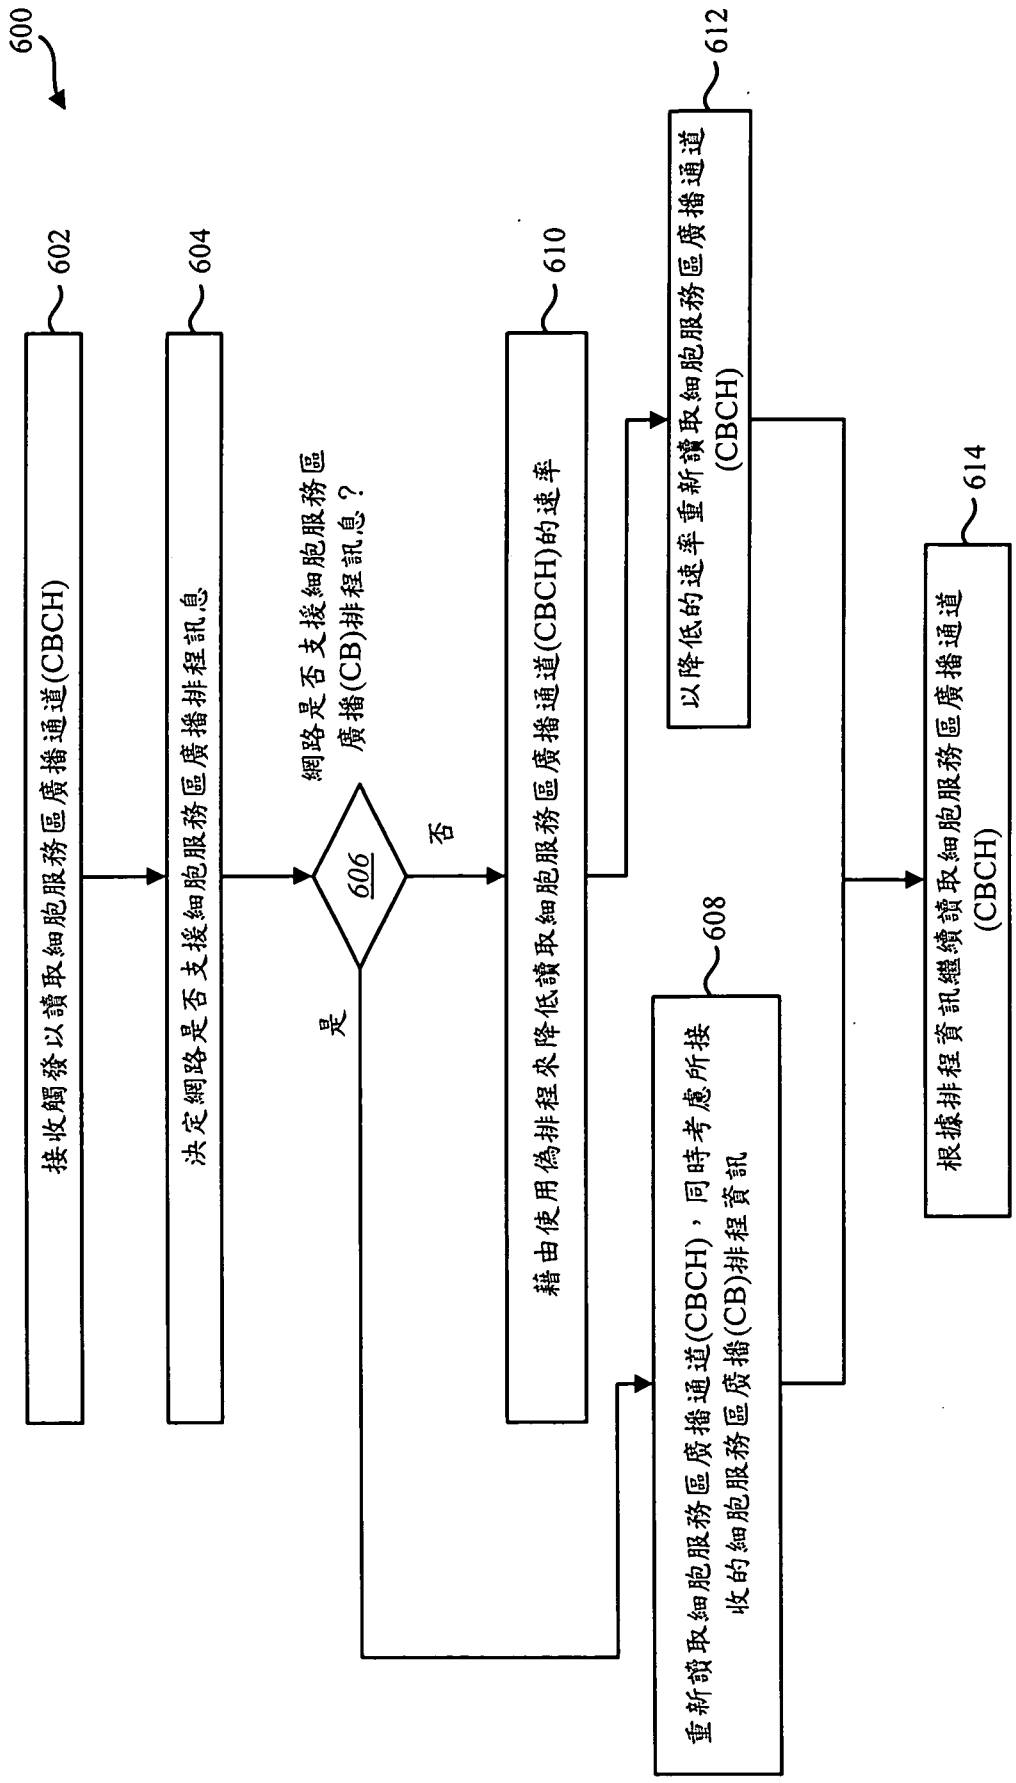 600
接收觸發以讀取細胞服務區廣播通道(CBCH)
602
決定網路是否支援細胞服務區廣播排程訊息
604
網路是否支援細胞服務區
廣播(CB)排程訊息？
606
是
否
藉由使用偽排程來降低讀取細胞服務區廣播通道(CBCH)的速率
610
重新讀取細胞服務區廣播通道(CBCH)，同時考慮所接
收的細胞服務區廣播(CB)排程資訊
608
以降低的速率重新讀取細胞服務區廣播通道
(CBCH)
612
根據排程資訊繼續讀取細胞服務區廣播通道
(CBCH)
614